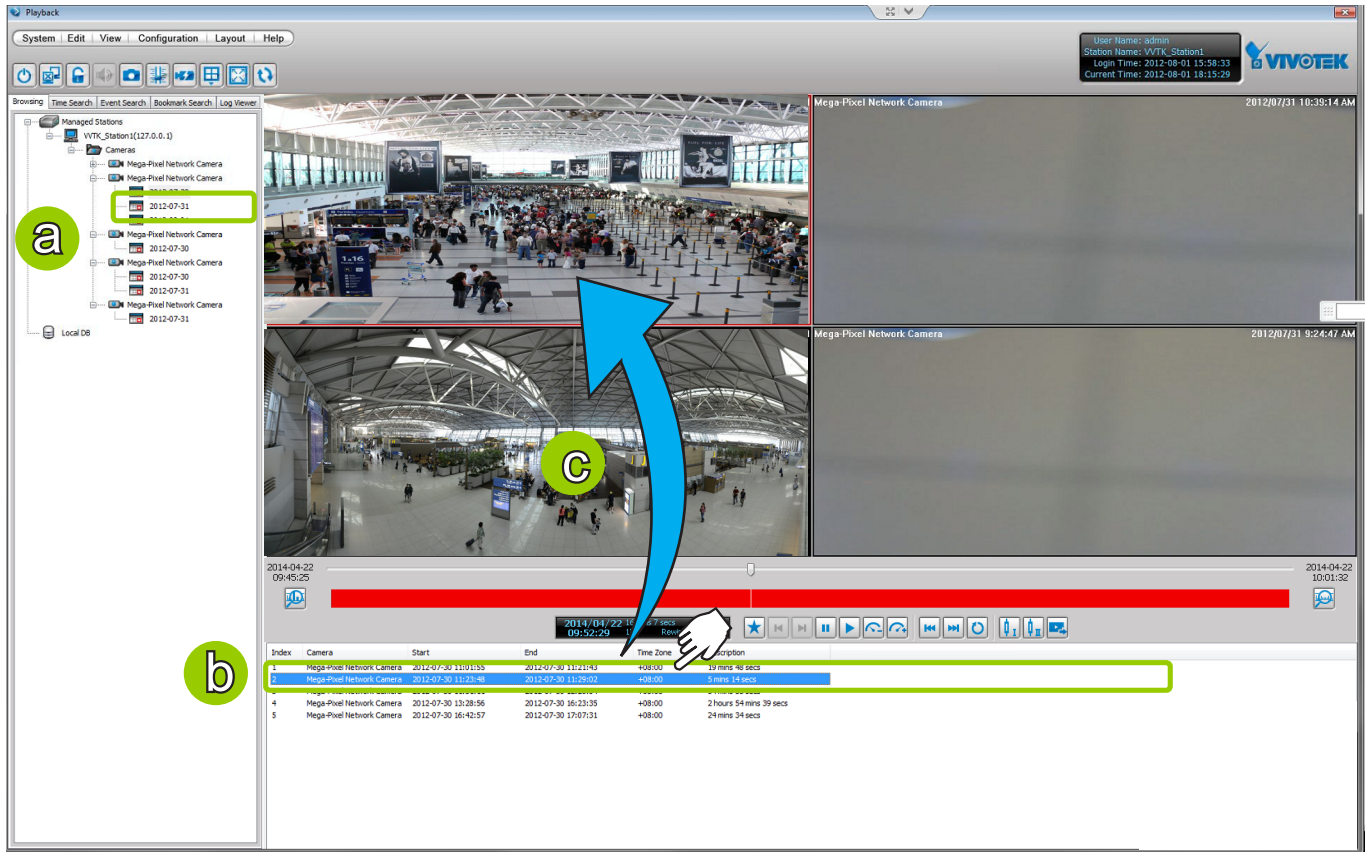 Playback
System Edit View Configuration Layout Help
User Name: admin
Station Name: VVTK_Station1
Login Time: 2012-08-01 15:58:33
Current Time: 2012-08-01 18:15:29
VIVOTEK
Browsing Time Search Event Search Bookmark Search Log Viewer
Managed Stations
VVTK_Station1(127.0.0.1)
Cameras
Mega-Pixel Network Camera
Mega-Pixel Network Camera
2012-07-31
Mega-Pixel Network Camera
2012-07-30
Mega-Pixel Network Camera
2012-07-30
2012-07-31
Mega-Pixel Network Camera
2012-07-31
Local DB
a
Mega-Pixel Network Camera 2012/07/31 10:39:14 AM
FUEL FOR LIFE
1.16
Mega-Pixel Network Camera 2012/07/31 9:24:47 AM
c
2014-04-22
09:45:25
2014-04-22
10:01:32
2014/04/22
09:52:29
b
Index Camera Start End Time Zone
1 Mega-Pixel Network Camera 2012-07-30 11:01:55 2012-07-30 11:21:43 +08:00 19 mins 48 secs
2 Mega-Pixel Network Camera 2012-07-30 11:23:48 2012-07-30 11:29:02 +08:00 5 mins 14 secs
4 Mega-Pixel Network Camera 2012-07-30 13:28:56 2012-07-30 16:23:35 +08:00 2 hours 54 mins 39 secs
5 Mega-Pixel Network Camera 2012-07-30 16:42:57 2012-07-30 17:07:31 +08:00 24 mins 34 secs